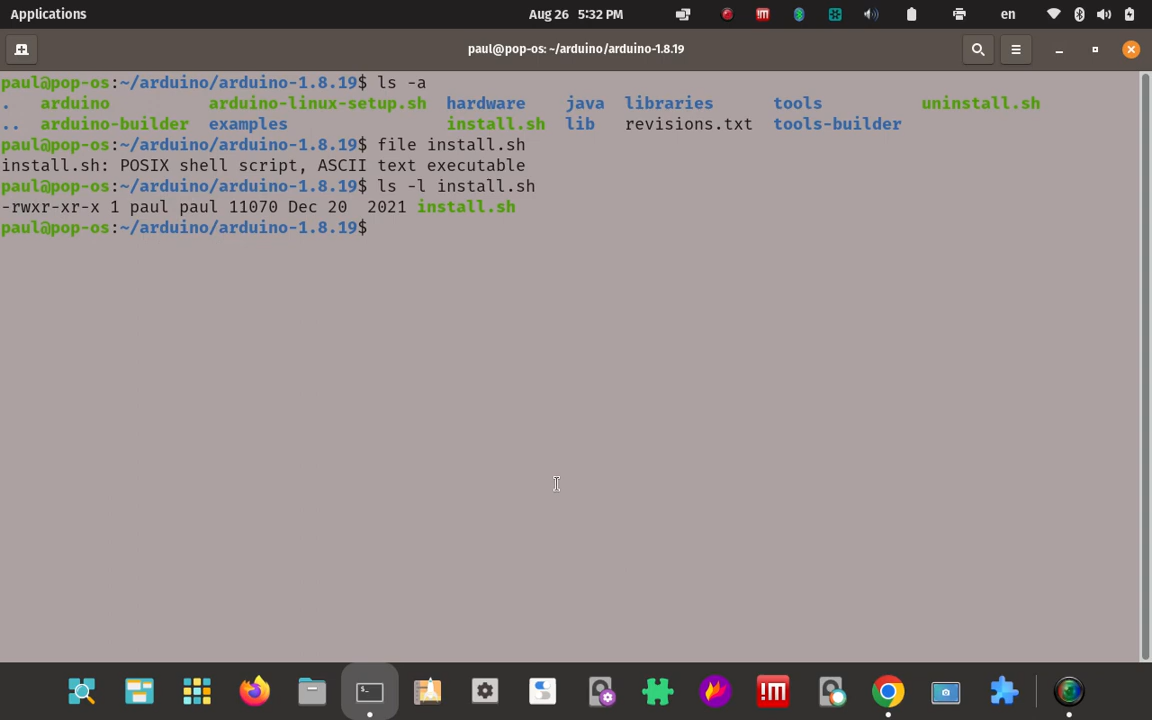 Applications
Aug 26 5:32 PM
en
paul@pop-os: ~/arduino/arduino-1.8.19
paul@pop-os:~/arduino/arduino-1.8.19$ ls -a
. arduino arduino-linux-setup.sh hardware java libraries tools uninstall.sh
.. arduino-builder examples install.sh lib revisions.txt tools-builder
paul@pop-os:~/arduino/arduino-1.8.19$ file install.sh
install.sh: POSIX shell script, ASCII text executable
paul@pop-os:~/arduino/arduino-1.8.19$ ls -l install.sh
-rwxr-xr-x 1 paul paul 11070 Dec 20  2021 install.sh
paul@pop-os:~/arduino/arduino-1.8.19$